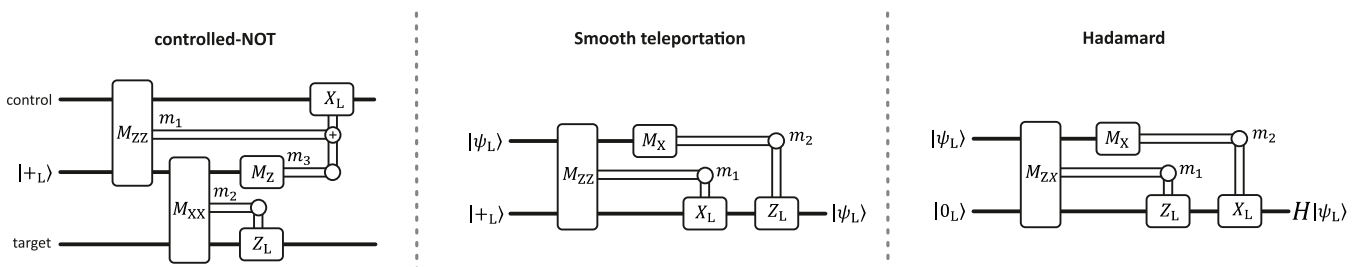 controlled-NOT
control
M_ZZ
m_1
X_L
+
|+_L⟩
M_XX
m_2
M_Z
m_3
Z_L
target
Smooth teleportation
|ψ_L⟩
M_ZZ
M_X
m_2
m_1
|+_L⟩
X_L
Z_L
|ψ_L⟩
Hadamard
|ψ_L⟩
M_ZX
M_X
m_2
m_1
|0_L⟩
Z_L
X_L
H|ψ_L⟩